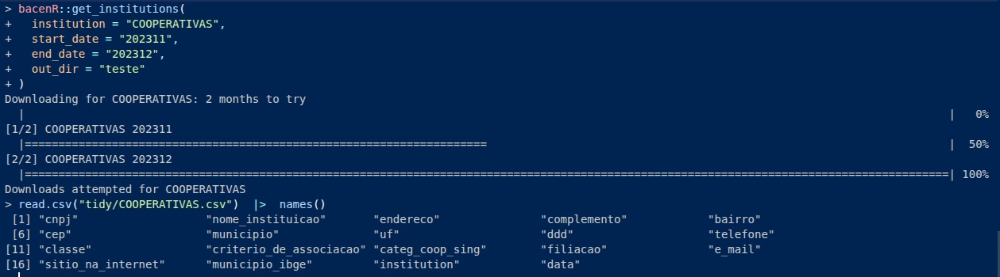 > bacenR::get_institutions(
+   institution = "COOPERATIVAS",
+   start_date = "202311",
+   end_date = "202312",
+   out_dir = "teste"
+ )
Downloading for COOPERATIVAS: 2 months to try
  |                                                                      |   0%
[1/2] COOPERATIVAS 202311
  |=====================================================================                                                                     |  50%
[2/2] COOPERATIVAS 202312
  |==========================================================================================================================================| 100%
Downloads attempted for COOPERATIVAS
> read.csv("tidy/COOPERATIVAS.csv")  |>  names()
 [1] "cnpj"                   "nome_instituicao"       "endereco"               "complemento"            "bairro"
 [6] "cep"                    "municipio"              "uf"                     "ddd"                    "telefone"
[11] "classe"                 "criterio_de_associacao" "categ_coop_sing"        "filiacao"               "e_mail"
[16] "sitio_na_internet"      "municipio_ibge"         "institution"            "data"